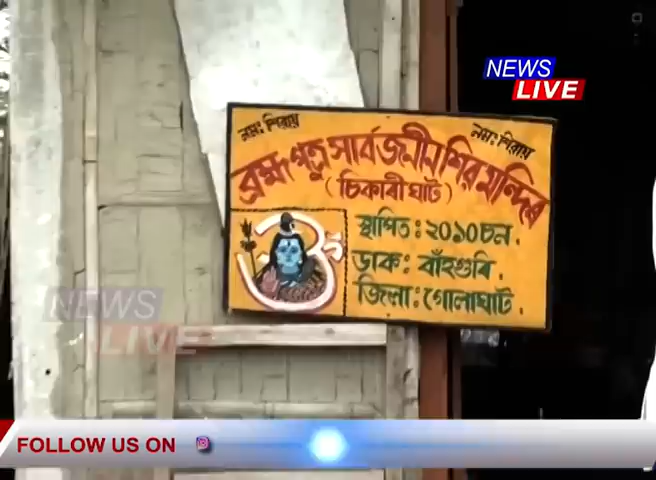 NEWS
LIVE
নমঃ শিৱায়
নমঃ শিৱায়
ব্ৰহ্মপুত্ৰ সাৰ্বজনীন শিৱ মন্দিৰ
(চিকাৰীঘাট)
স্থাপিত : ২০১০চন.
ডাক : বাঁহগুৰি.
জিলা : গোলাঘাট.
NEWS
LIVE
FOLLOW US ON